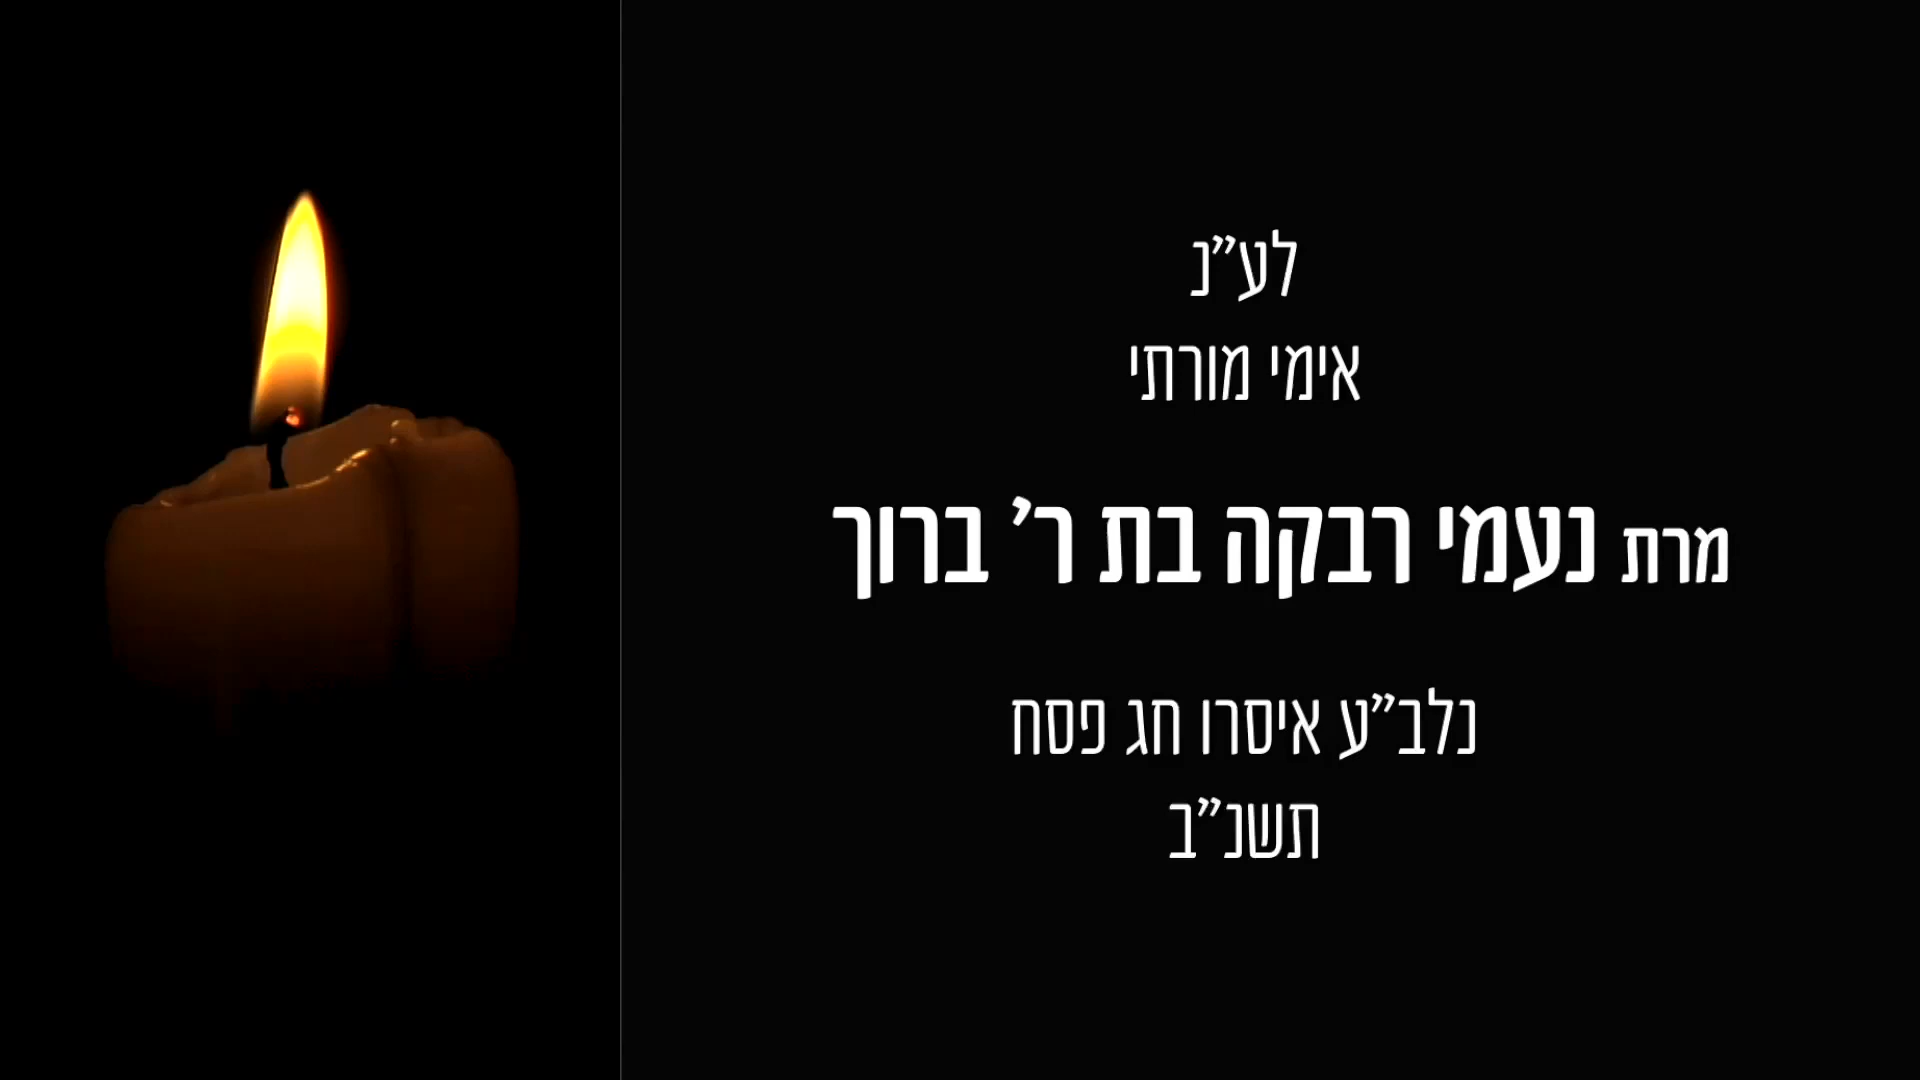 לע”נ
אימי מורתי
מרת נעמי רבקה בת ר’ ברוך
נלב”ע איסרו חג פסח
תשנ”ב